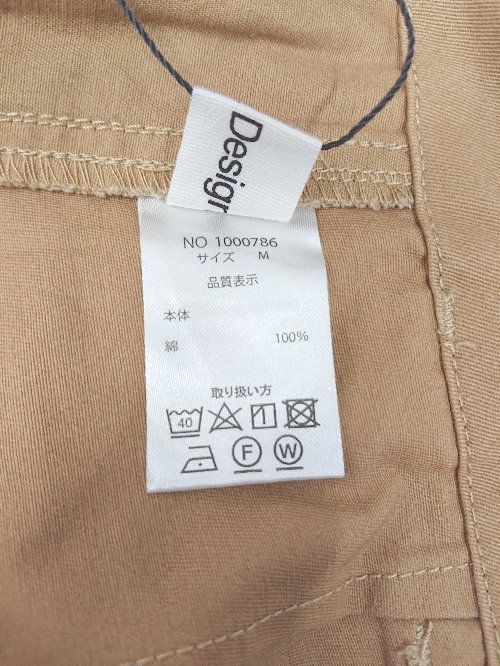 Design
NO 1000786
サイズ M
品質表示
本体
綿 100%
取り扱い方
40
F W